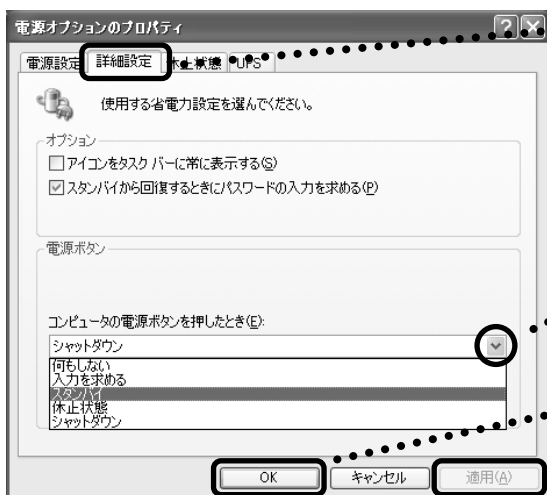 電源オプションのプロパティ
電源設定 詳細設定 休止状態 UPS
使用する省電力設定を選んでください。
オプション
アイコンをタスク バーに常に表示する(S)
スタンバイから回復するときにパスワードの入力を求める(P)
電源ボタン
コンピュータの電源ボタンを押したとき(E):
シャットダウン
何もしない
入力を求める
スタンバイ
休止状態
シャットダウン
OK キャンセル 適用(A)